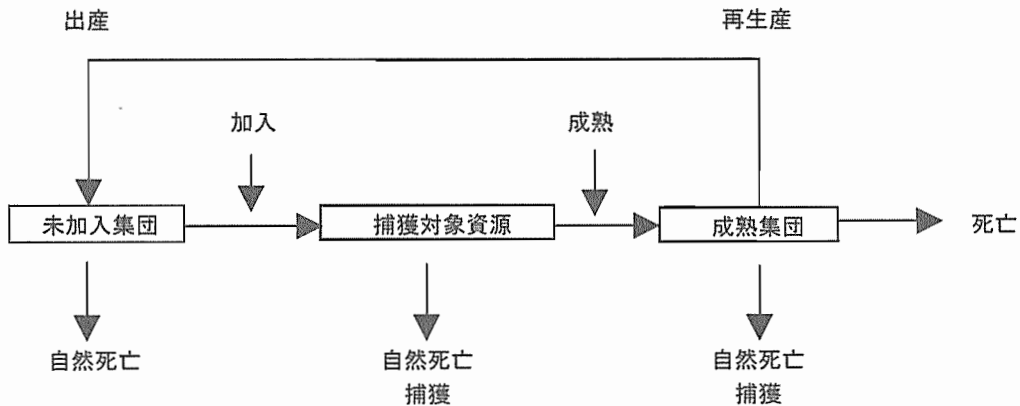 出産
再生産
加入
成熟
未加入集団
捕獲対象資源
成熟集団
死亡
自然死亡
自然死亡
捕獲
自然死亡
捕獲